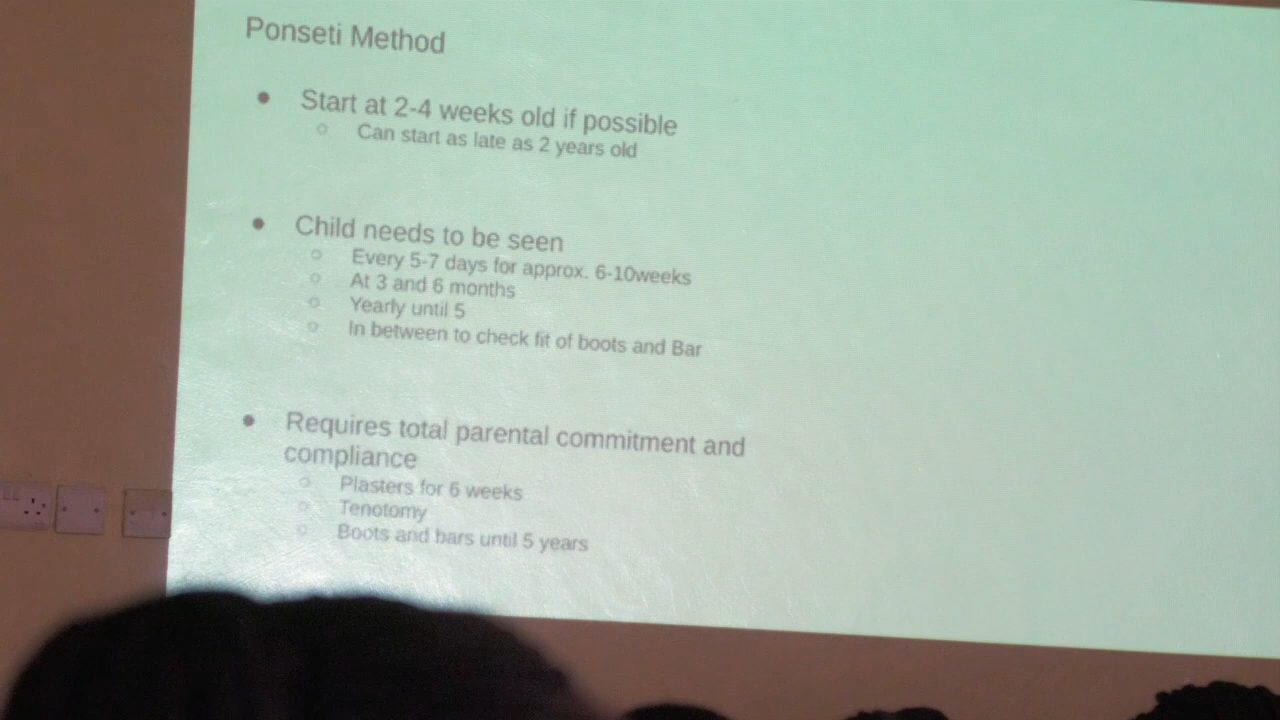 Ponseti Method
● Start at 2-4 weeks old if possible
○ Can start as late as 2 years old
● Child needs to be seen
○ Every 5-7 days for approx. 6-10weeks
○ At 3 and 6 months
○ Yearly until 5
○ In between to check fit of boots and Bar
● Requires total parental commitment and
compliance
○ Plasters for 6 weeks
○ Tenotomy
○ Boots and bars until 5 years